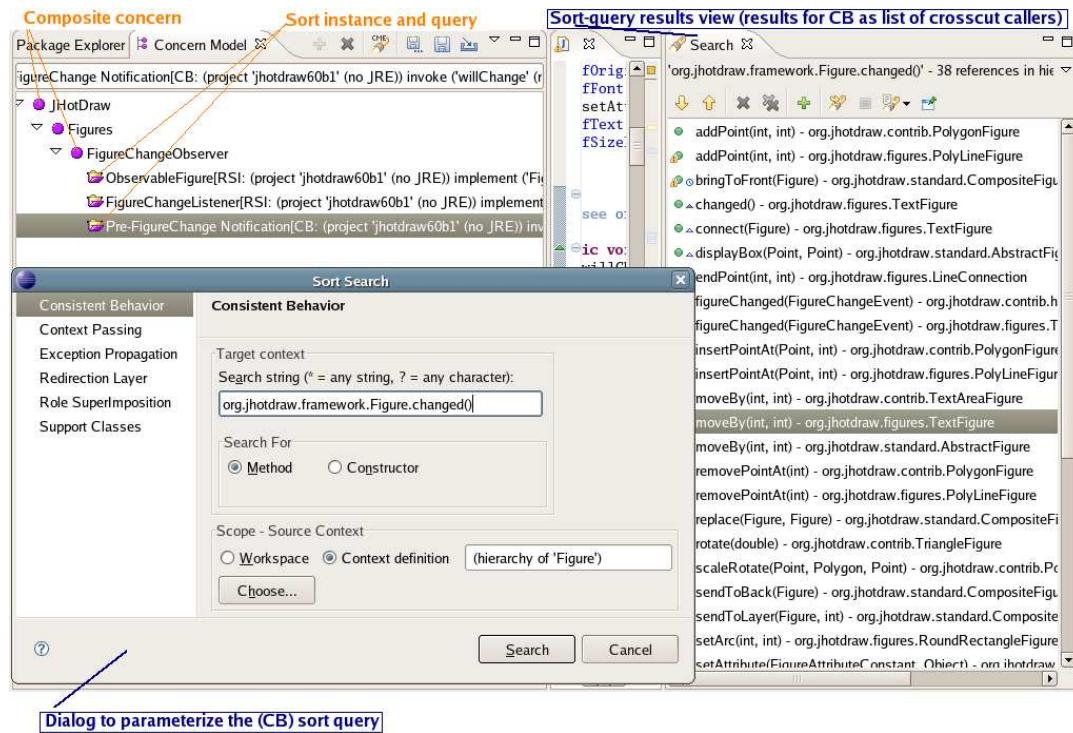 Composite concern
Sort instance and query
Sort-query results view (results for CB as list of crosscut callers)
Package Explorer
Concern Model
CME
Search
igureChange Notification[CB: (project 'jhotdraw60b1' (no JRE)) invoke ('willChange' (r
JHotDraw
Figures
FigureChangeObserver
ObservableFigure[RSI: (project 'jhotdraw60b1' (no JRE)) implement ('Fig
FigureChangeListener[RSI: (project 'jhotdraw60b1' (no JRE)) implement
Pre-FigureChange Notification[CB: (project 'jhotdraw60b1' (no JRE)) inv
fOrig
fFont
setAt
fText
fSize
see o
ic vo
willCh
'org.jhotdraw.framework.Figure.changed()' - 38 references in hie
addPoint(int, int) - org.jhotdraw.contrib.PolygonFigure
addPoint(int, int) - org.jhotdraw.figures.PolyLineFigure
bringToFront(Figure) - org.jhotdraw.standard.CompositeFigu
changed() - org.jhotdraw.figures.TextFigure
connect(Figure) - org.jhotdraw.figures.TextFigure
displayBox(Point, Point) - org.jhotdraw.standard.AbstractFig
endPoint(int, int) - org.jhotdraw.figures.LineConnection
figureChanged(FigureChangeEvent) - org.jhotdraw.contrib.h
figureChanged(FigureChangeEvent) - org.jhotdraw.figures.T
insertPointAt(Point, int) - org.jhotdraw.contrib.PolygonFigure
insertPointAt(Point, int) - org.jhotdraw.figures.PolyLineFigur
moveBy(int, int) - org.jhotdraw.contrib.TextAreaFigure
moveBy(int, int) - org.jhotdraw.figures.TextFigure
moveBy(int, int) - org.jhotdraw.standard.AbstractFigure
removePointAt(int) - org.jhotdraw.contrib.PolygonFigure
removePointAt(int) - org.jhotdraw.figures.PolyLineFigure
replace(Figure, Figure) - org.jhotdraw.standard.CompositeFi
rotate(double) - org.jhotdraw.contrib.TriangleFigure
scaleRotate(Point, Polygon, Point) - org.jhotdraw.contrib.Po
sendToBack(Figure) - org.jhotdraw.standard.CompositeFigu
sendToLayer(Figure, int) - org.jhotdraw.standard.Composite
setArc(int, int) - org.jhotdraw.figures.RoundRectangleFigure
setAttribute(FigureAttributeConstant, Object) - org.jhotdraw
Sort Search
Consistent Behavior
Context Passing
Exception Propagation
Redirection Layer
Role SuperImposition
Support Classes
Consistent Behavior
Target context
Search string (* = any string, ? = any character):
org.jhotdraw.framework.Figure.changed()
Search For
Method
Constructor
Scope - Source Context
Workspace
Context definition
(hierarchy of 'Figure')
Choose...
?
Search
Cancel
Dialog to parameterize the (CB) sort query